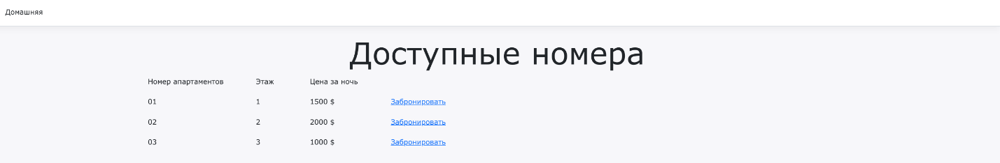 Домашняя
Доступные номера
Номер апартаментов Этаж Цена за ночь
01 1 1500 $ Забронировать
02 2 2000 $ Забронировать
03 3 1000 $ Забронировать